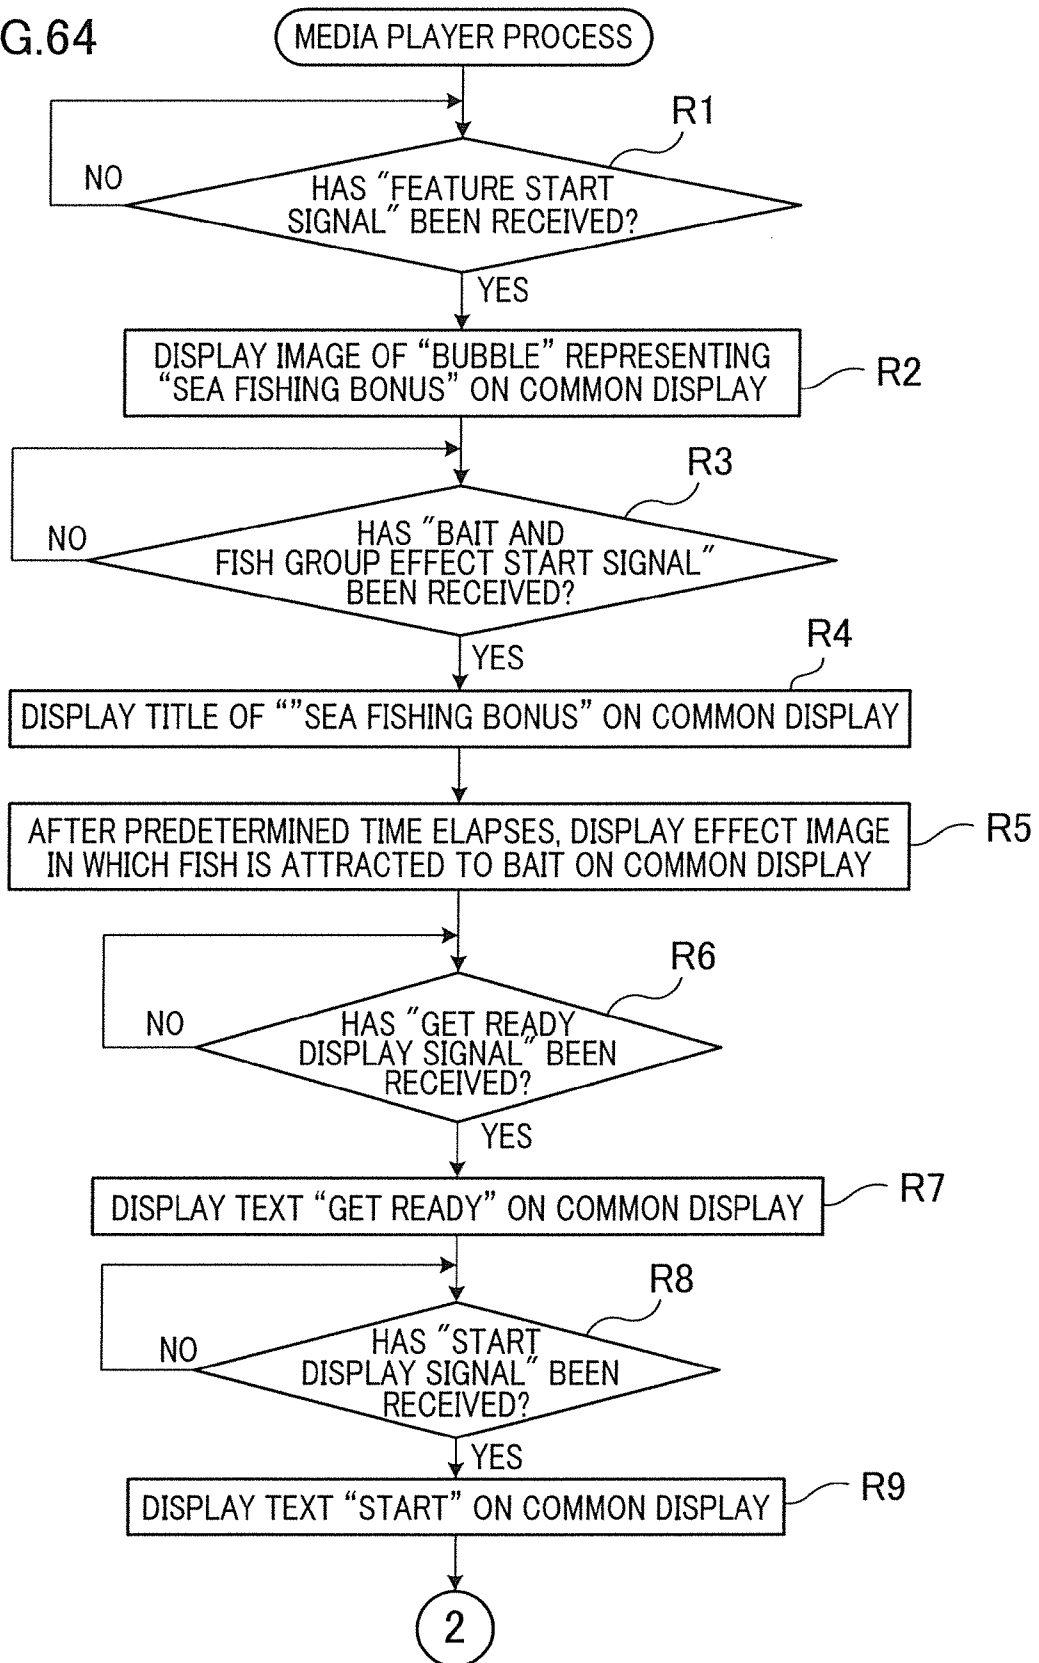 G.64
MEDIA PLAYER PROCESS
R1
NO
HAS "FEATURE START
SIGNAL" BEEN RECEIVED?
YES
DISPLAY IMAGE OF “BUBBLE” REPRESENTING
“SEA FISHING BONUS” ON COMMON DISPLAY
R2
R3
NO
HAS "BAIT AND
FISH GROUP EFFECT START SIGNAL"
BEEN RECEIVED?
YES
R4
DISPLAY TITLE OF “”SEA FISHING BONUS” ON COMMON DISPLAY
AFTER PREDETERMINED TIME ELAPSES, DISPLAY EFFECT IMAGE
IN WHICH FISH IS ATTRACTED TO BAIT ON COMMON DISPLAY
R5
R6
NO
HAS "GET READY
DISPLAY SIGNAL" BEEN
RECEIVED?
YES
DISPLAY TEXT “GET READY” ON COMMON DISPLAY
R7
R8
NO
HAS "START
DISPLAY SIGNAL" BEEN
RECEIVED?
YES
DISPLAY TEXT “START” ON COMMON DISPLAY
R9
2